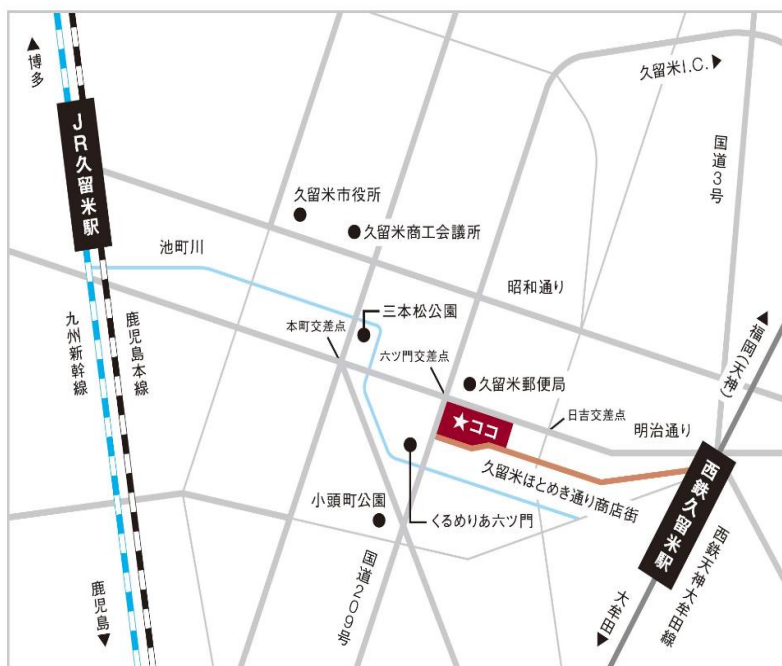 ▲博多
久留米I.C.▶
JR久留米駅
国道3号
久留米市役所
久留米商工会議所
池町川
昭和通り
三本松公園
本町交差点
六ツ門交差点
九州新幹線
鹿児島本線
▲福岡(天神)
久留米郵便局
★ココ
日吉交差点
明治通り
久留米ほとめき通り商店街
西鉄久留米駅
小頭町公園
くるめりあ六ツ門
国道209号
西鉄天神大牟田線
鹿児島▼
大牟田▼